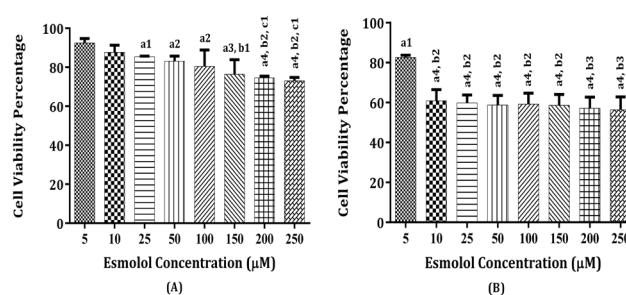 100
80
60
40
20
0
Cell Viability Percentage
a1
a2
a2
a3, b1
a4, b2, c1
a4, b2, c1
5 10 25 50 100 150 200 250
Esmolol Concentration (μM)
(A)
100
80
60
40
20
0
Cell Viability Percentage
a1
a4, b2
a4, b2
a4, b2
a4, b2
a4, b2
a4, b3
a4, b3
5 10 25 50 100 150 200 250
Esmolol Concentration (μM)
(B)